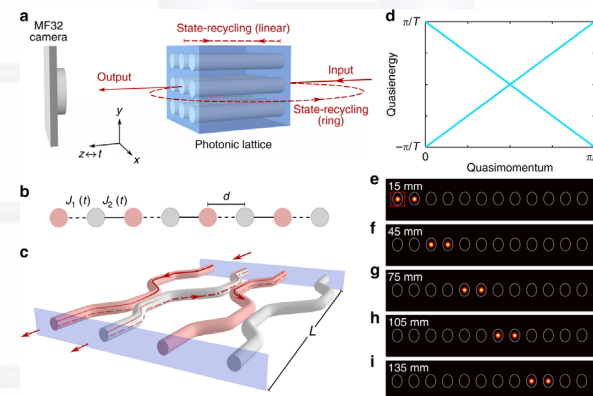 a
MF32
camera
State-recycling (linear)
Output
Input
State-recycling
(ring)
Photonic lattice
y
x
z↔t
b
J1 (t)
J2 (t)
d
c
L
d
π/T
Quasienergy
−π/T
0
Quasimomentum
e
15 mm
f
45 mm
g
75 mm
h
105 mm
i
135 mm